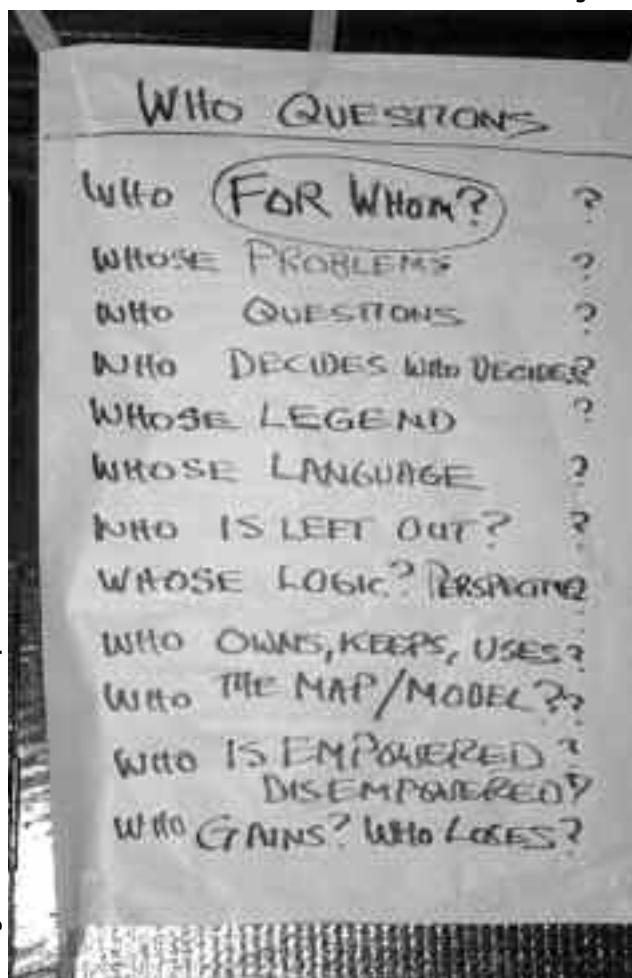 WHO QUESTIONS
WHO FOR WHOM? ?
WHOSE PROBLEMS ?
WHO QUESTIONS ?
WHO DECIDES WHO DECIDES?
WHOSE LEGEND ?
WHOSE LANGUAGE ?
WHO IS LEFT OUT? ?
WHOSE LOGIC? PERSPECTIVE?
WHO OWNS, KEEPS, USES?
WHO THE MAP/MODEL??
WHO IS EMPOWERED?
DISEMPOWERED?
WHO GAINS? WHO LOSES?